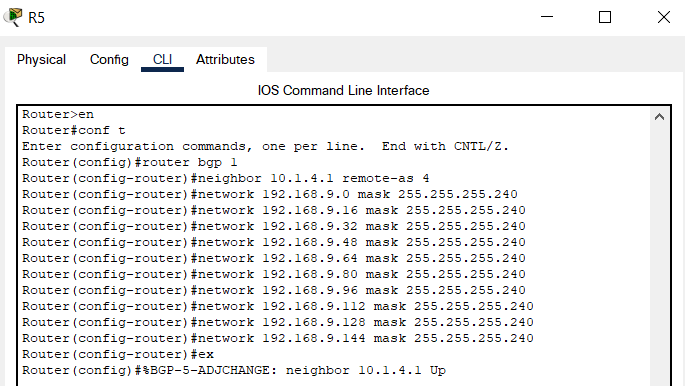 R5
Physical Config CLI Attributes
IOS Command Line Interface
Router>en
Router#conf t
Enter configuration commands, one per line.  End with CNTL/Z.
Router(config)#router bgp 1
Router(config-router)#neighbor 10.1.4.1 remote-as 4
Router(config-router)#network 192.168.9.0 mask 255.255.255.240
Router(config-router)#network 192.168.9.16 mask 255.255.255.240
Router(config-router)#network 192.168.9.32 mask 255.255.255.240
Router(config-router)#network 192.168.9.48 mask 255.255.255.240
Router(config-router)#network 192.168.9.64 mask 255.255.255.240
Router(config-router)#network 192.168.9.80 mask 255.255.255.240
Router(config-router)#network 192.168.9.96 mask 255.255.255.240
Router(config-router)#network 192.168.9.112 mask 255.255.255.240
Router(config-router)#network 192.168.9.128 mask 255.255.255.240
Router(config-router)#network 192.168.9.144 mask 255.255.255.240
Router(config-router)#ex
Router(config)#%BGP-5-ADJCHANGE: neighbor 10.1.4.1 Up